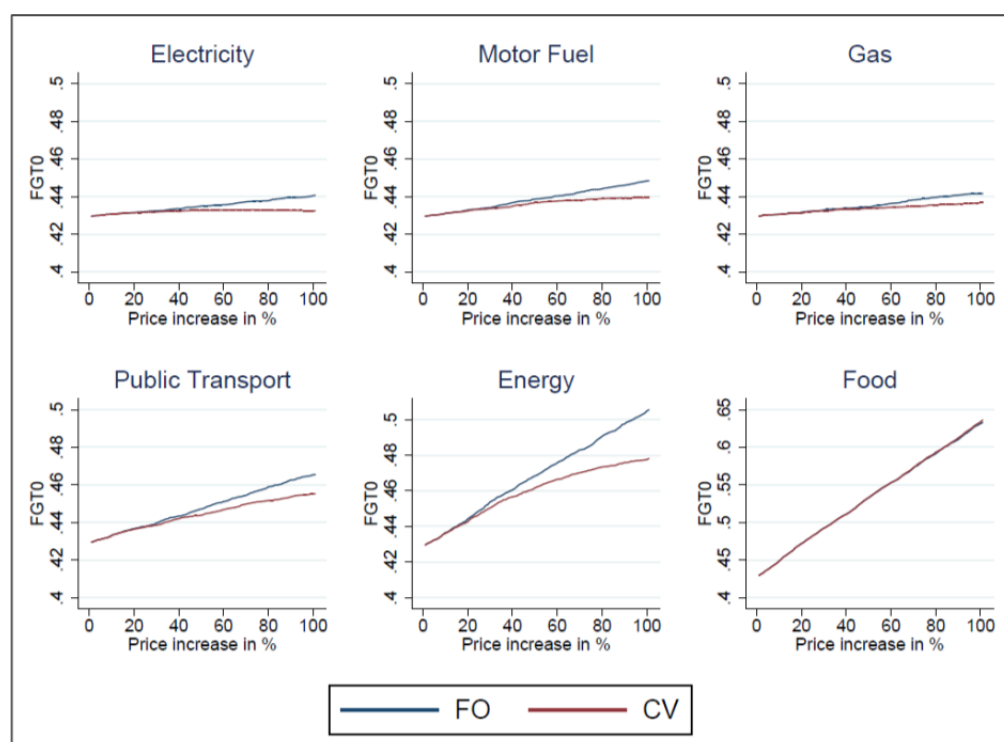 Electricity
.5
.48
.46
.44
.42
.4
FGT0
0 20 40 60 80 100
Price increase in %
Motor Fuel
.5
.48
.46
.44
.42
.4
FGT0
0 20 40 60 80 100
Price increase in %
Gas
.5
.48
.46
.44
.42
.4
FGT0
0 20 40 60 80 100
Price increase in %
Public Transport
.5
.48
.46
.44
.42
.4
FGT0
0 20 40 60 80 100
Price increase in %
Energy
.5
.48
.46
.44
.42
.4
FGT0
0 20 40 60 80 100
Price increase in %
Food
.65
.6
.55
.5
.45
.4
FGT0
0 20 40 60 80 100
Price increase in %
FO CV